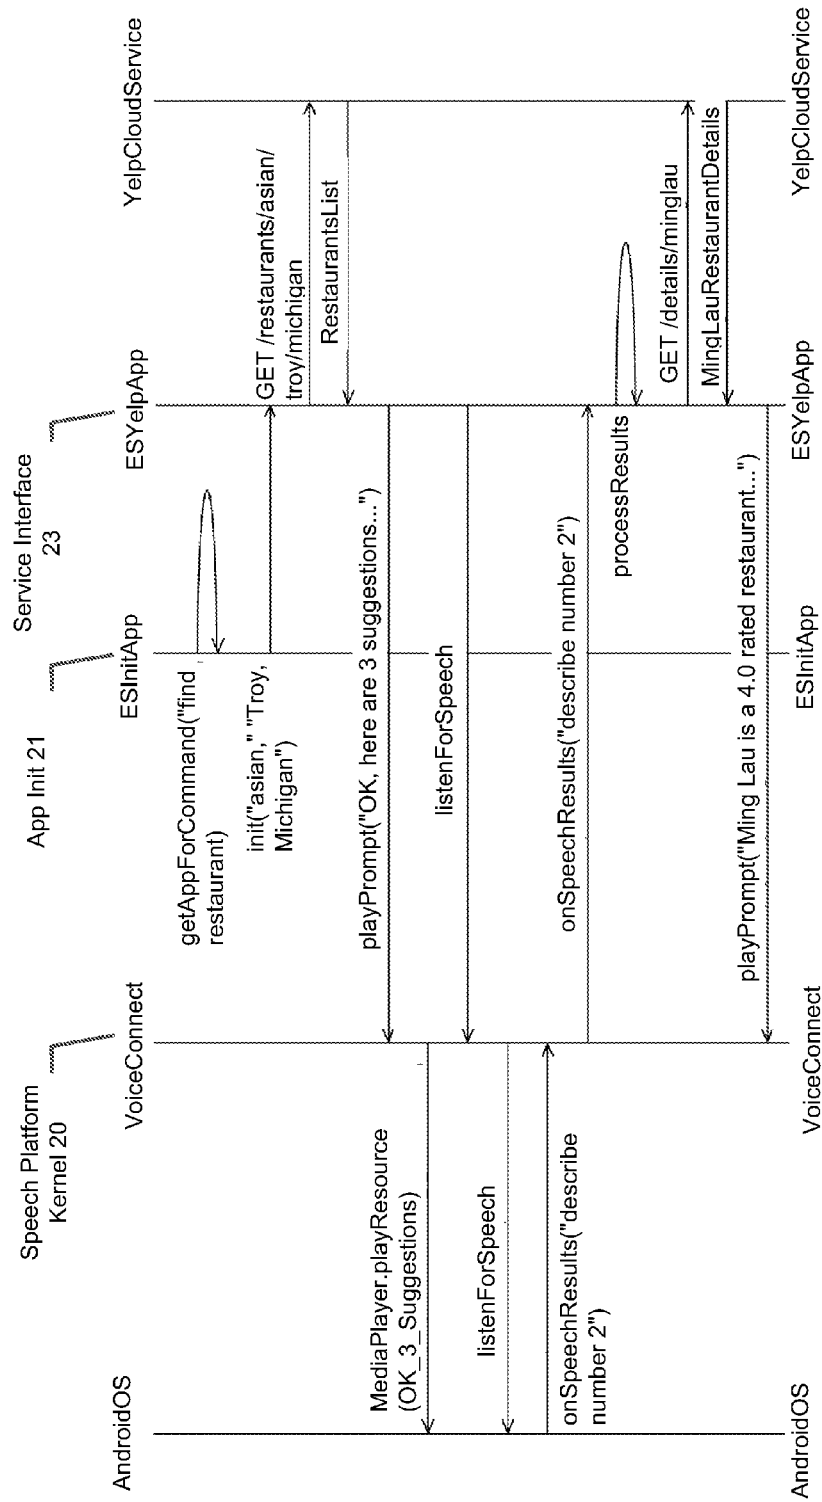 Speech Platform
Kernel 20
App Init 21
Service Interface
23
AndroidOS
VoiceConnect
ESInitApp
ESYelpApp
YelpCloudService
getAppForCommand("find
restaurant)
init("asian," "Troy,
Michigan")
GET /restaurants/asian/
troy/michigan
RestaurantsList
playPrompt("OK, here are 3 suggestions...")
MediaPlayer.playResource
(OK_3_Suggestions)
listenForSpeech
listenForSpeech
onSpeechResults("describe
number 2")
onSpeechResults("describe number 2")
processResults
GET /details/minglau
MingLauRestaurantDetails
playPrompt("Ming Lau is a 4.0 rated restaurant...")
AndroidOS
VoiceConnect
ESInitApp
ESYelpApp
YelpCloudService